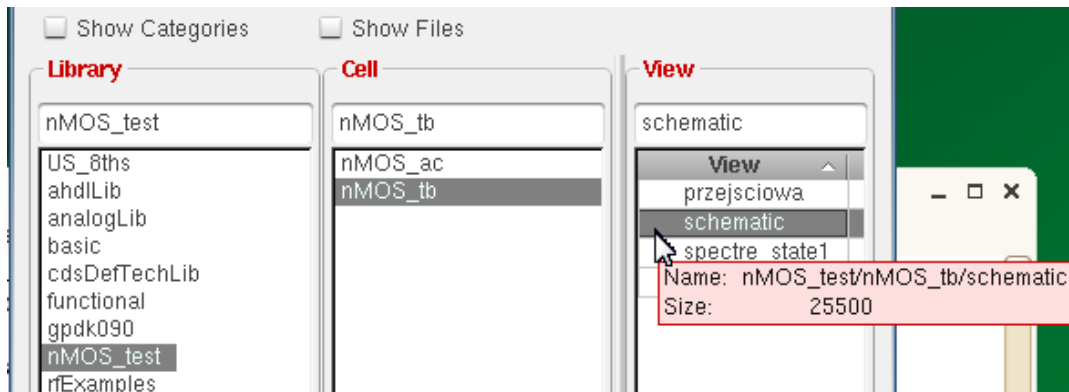 Show Categories
Show Files
Library
nMOS_test
US_8ths
ahdlLib
analogLib
basic
cdsDefTechLib
functional
gpdk090
nMOS_test
rfExamples
Cell
nMOS_tb
nMOS_ac
nMOS_tb
View
schematic
View
przejsciowa
schematic
spectre_state1
Name: nMOS_test/nMOS_tb/schematic
Size: 25500